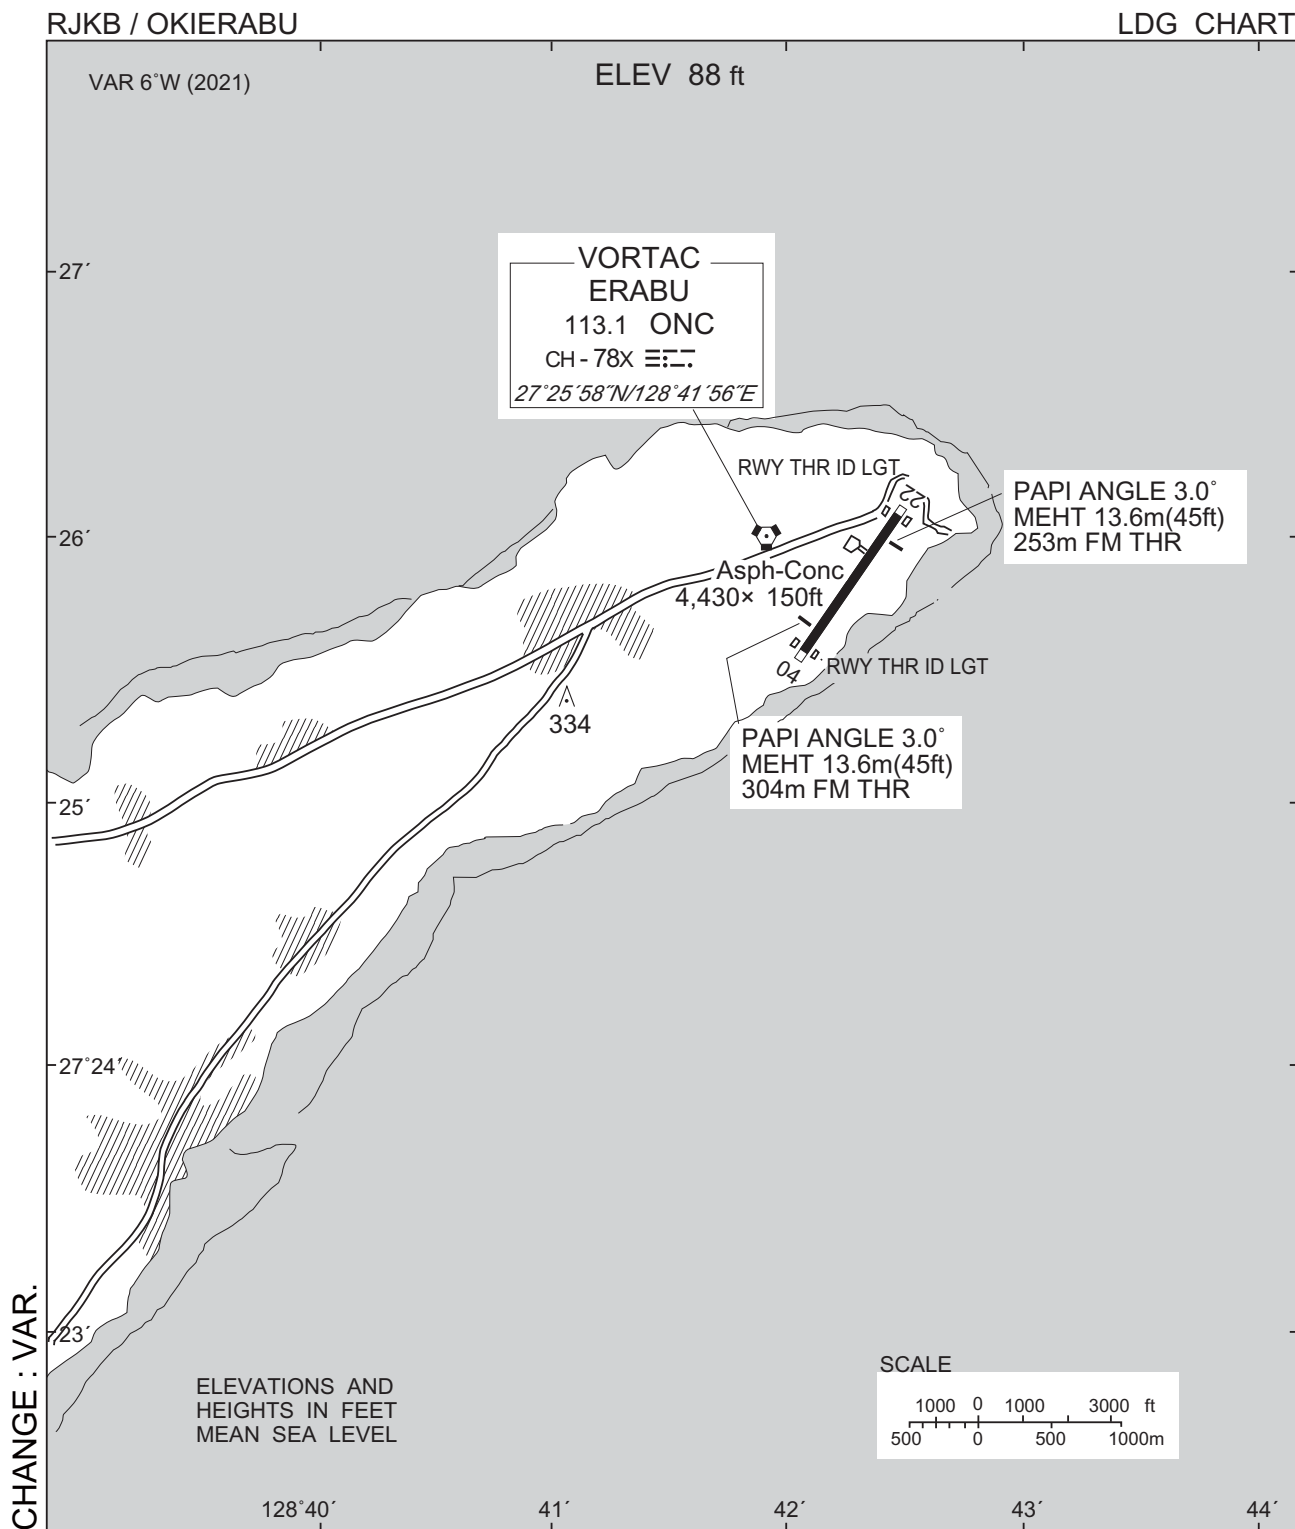 RJKB / OKIERABU
LDG CHART
VAR 6˚W (2021)
ELEV 88 ft
27´
VORTAC
ERABU
113.1 ONC
CH - 78X
27˚25´58˝N/128˚41´56˝E
RWY THR ID LGT
22
PAPI ANGLE 3.0˚
MEHT 13.6m(45ft)
253m FM THR
26´
Asph-Conc
4,430× 150ft
04
RWY THR ID LGT
334
PAPI ANGLE 3.0˚
MEHT 13.6m(45ft)
304m FM THR
25´
27˚24´
23´
CHANGE : VAR.
ELEVATIONS AND
HEIGHTS IN FEET
MEAN SEA LEVEL
SCALE
1000 0 1000 3000 ft
500 0 500 1000m
128˚40´ 41´ 42´ 43´ 44´